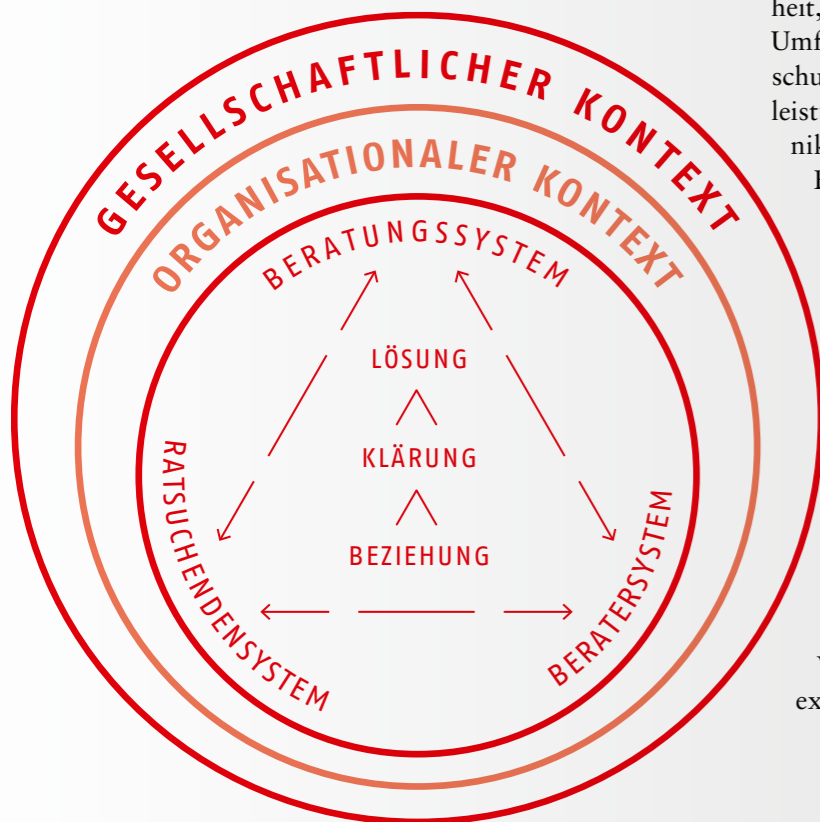 GESELLSCHAFTLICHER KONTEXT
ORGANISATIONALER KONTEXT
BERATUNGSSYSTEM
LÖSUNG
KLÄRUNG
BEZIEHUNG
RATSUCHENDENSYSTEM
BERATERSYSTEM
heit,
Umf
schu
leist
nik
ex